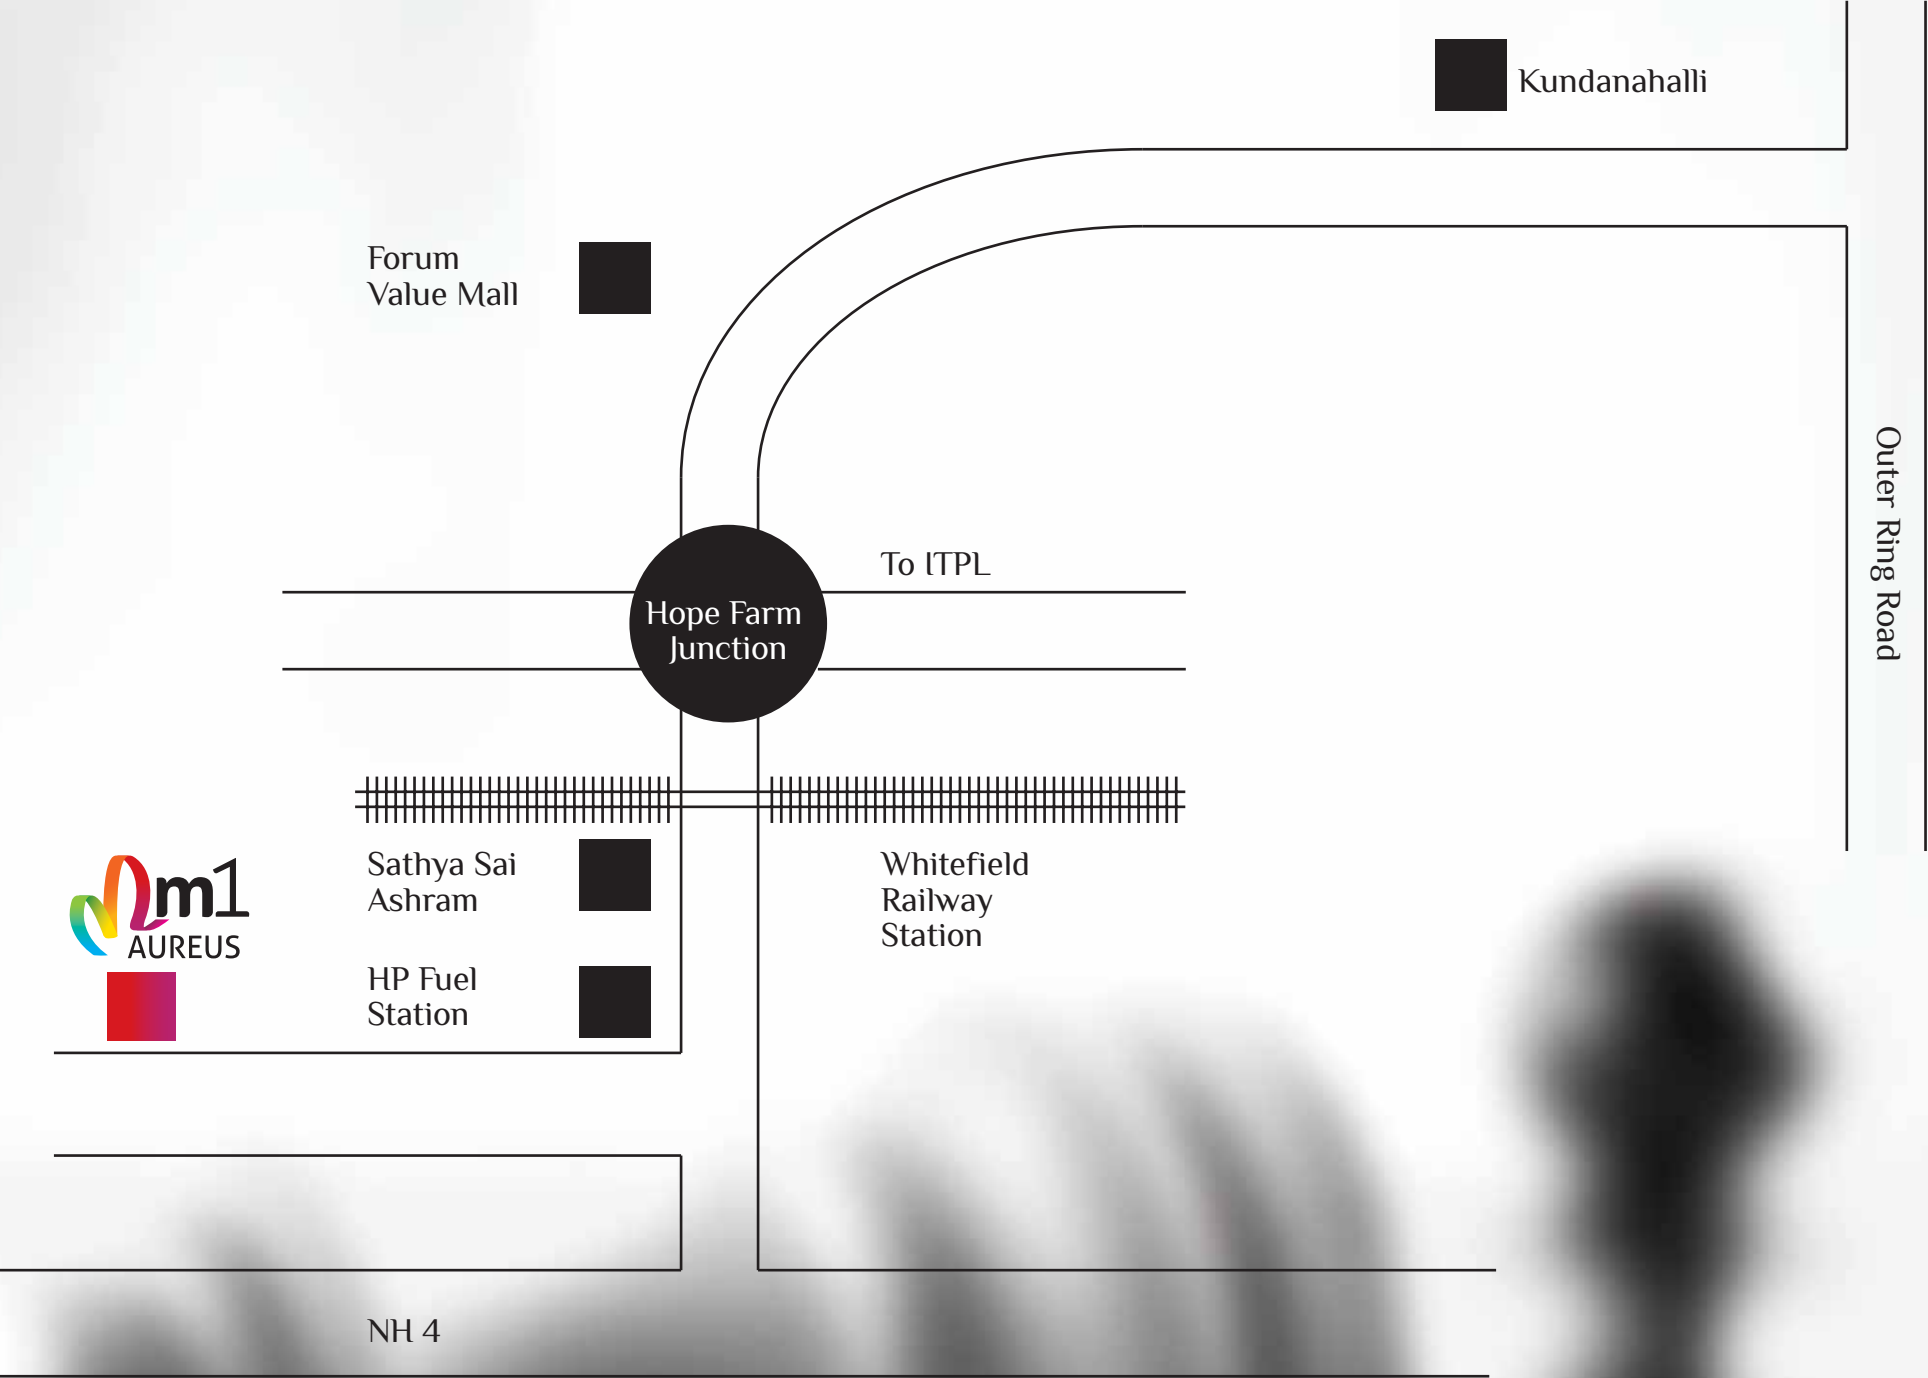 Kundanahalli
Forum
Value Mall
Outer Ring Road
To ITPL
Hope Farm
Junction
Sathya Sai
Ashram
Whitefield
Railway
Station
m1
AUREUS
HP Fuel
Station
NH 4